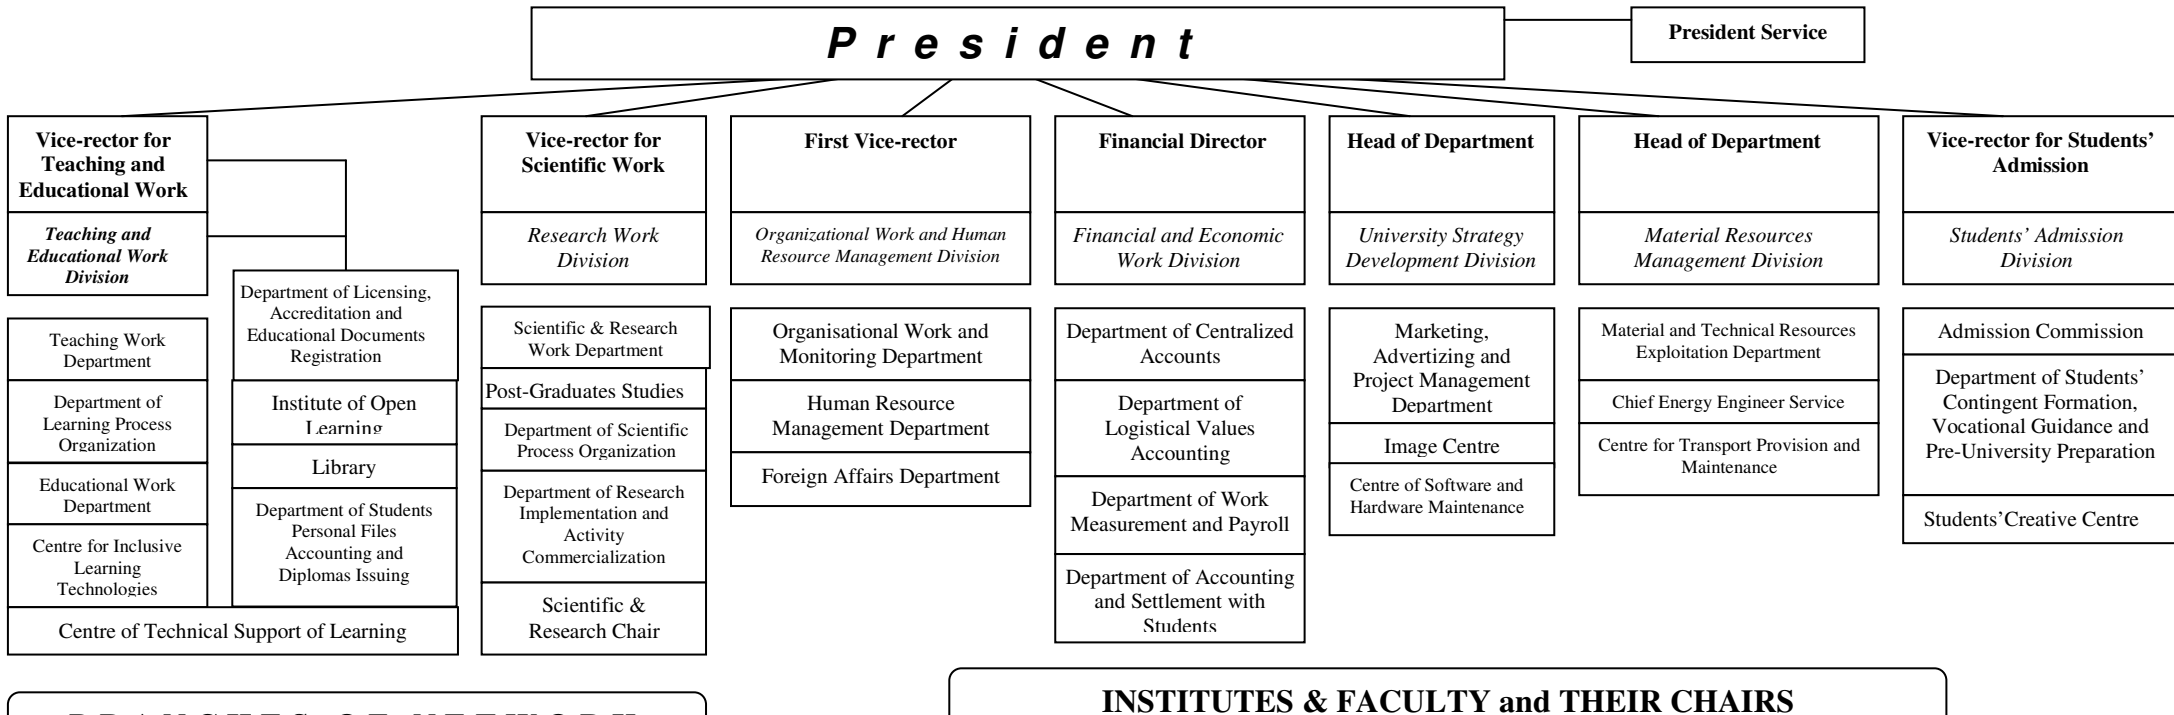 President
President Service
Vice-rector for
Teaching and
Educational Work
Teaching and
Educational Work
Division
Teaching Work
Department
Department of
Learning Process
Organization
Educational Work
Department
Centre for Inclusive
Learning
Technologies
Department of Licensing,
Accreditation and
Educational Documents
Registration
Institute of Open
Learning
Library
Department of Students
Personal Files
Accounting and
Diplomas Issuing
Centre of Technical Support of Learning
Vice-rector for
Scientific Work
Research Work
Division
Scientific & Research
Work Department
Post-Graduates Studies
Department of Scientific
Process Organization
Department of Research
Implementation and
Activity
Commercialization
Scientific &
Research Chair
First Vice-rector
Organizational Work and Human
Resource Management Division
Organisational Work and
Monitoring Department
Human Resource
Management Department
Foreign Affairs Department
Financial Director
Financial and Economic
Work Division
Department of Centralized
Accounts
Department of
Logistical Values
Accounting
Department of Work
Measurement and Payroll
Department of Accounting
and Settlement with
Students
Head of Department
University Strategy
Development Division
Marketing,
Advertizing and
Project Management
Department
Image Centre
Centre of Software and
Hardware Maintenance
Head of Department
Material Resources
Management Division
Material and Technical Resources
Exploitation Department
Chief Energy Engineer Service
Centre for Transport Provision and
Maintenance
Vice-rector for Students’
Admission
Students’ Admission
Division
Admission Commission
Department of Students’
Contingent Formation,
Vocational Guidance and
Pre-University Preparation
Students’Creative Centre
BRANCHES OF NETWORK
INSTITUTES & FACULTY and THEIR CHAIRS